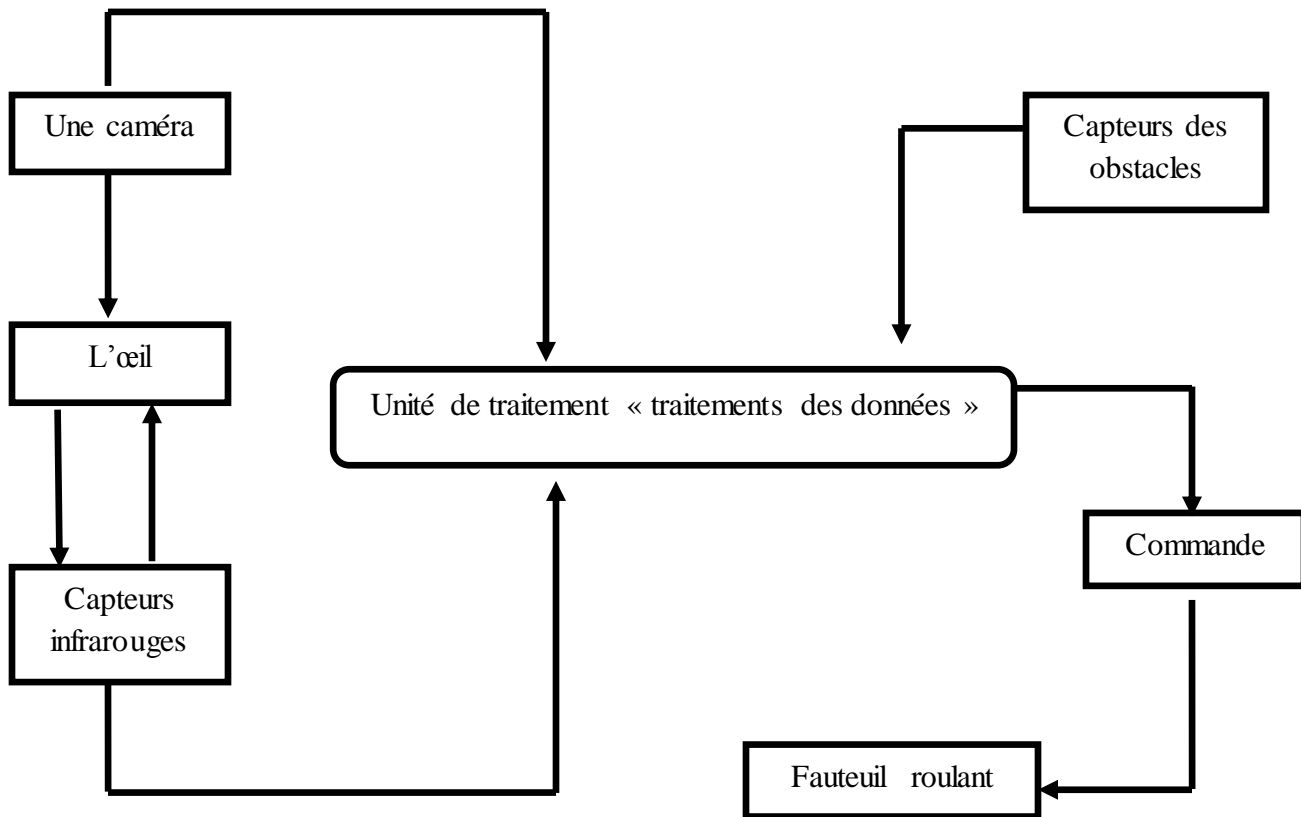 Une caméra
Capteurs des
obstacles
L’œil
Unité de traitement « traitements des données »
Commande
Capteurs
infrarouges
Fauteuil roulant